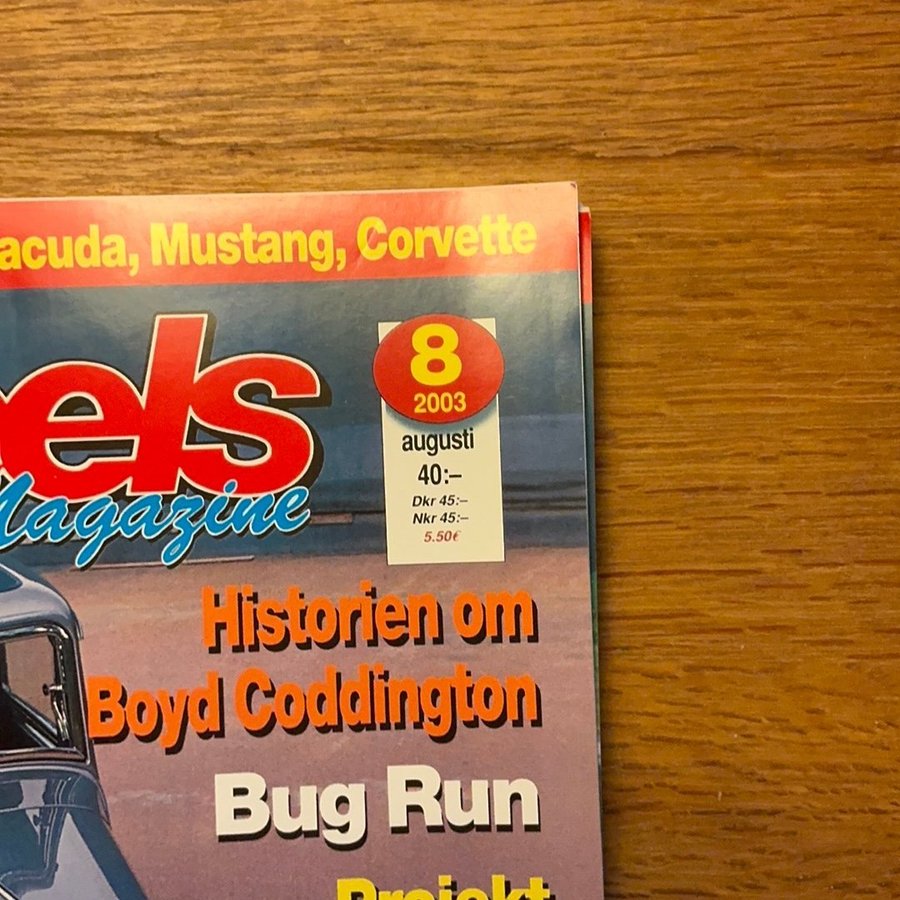 acuda, Mustang, Corvette
eels
Magazine
8
2003
augusti
40:–
Dkr 45:–
Nkr 45:–
5.50€
Historien om
Boyd Coddington
Bug Run
Projekt